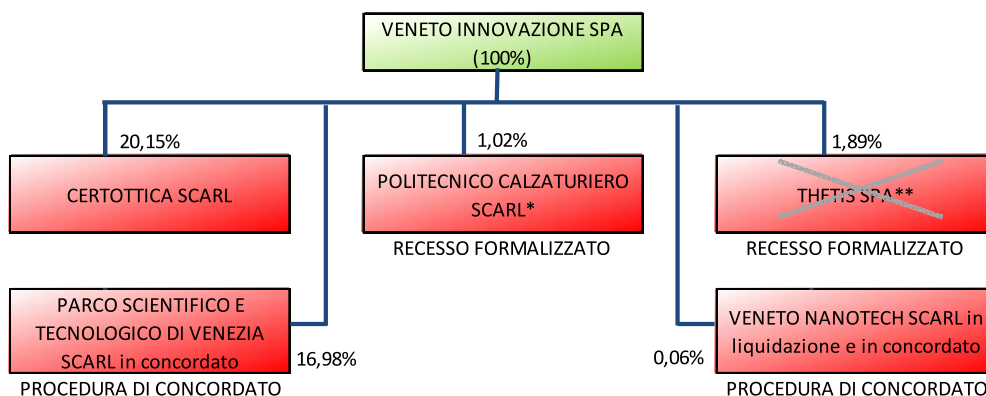 VENETO INNOVAZIONE SPA
(100%)
20,15%
1,02%
1,89%
CERTOTTICA SCARL
POLITECNICO CALZATURIERO
SCARL*
THETIS SPA**
RECESSO FORMALIZZATO
RECESSO FORMALIZZATO
PARCO SCIENTIFICO E
TECNOLOGICO DI VENEZIA
SCARL in concordato
16,98%
0,06%
VENETO NANOTECH SCARL in
liquidazione e in concordato
PROCEDURA DI CONCORDATO
PROCEDURA DI CONCORDATO